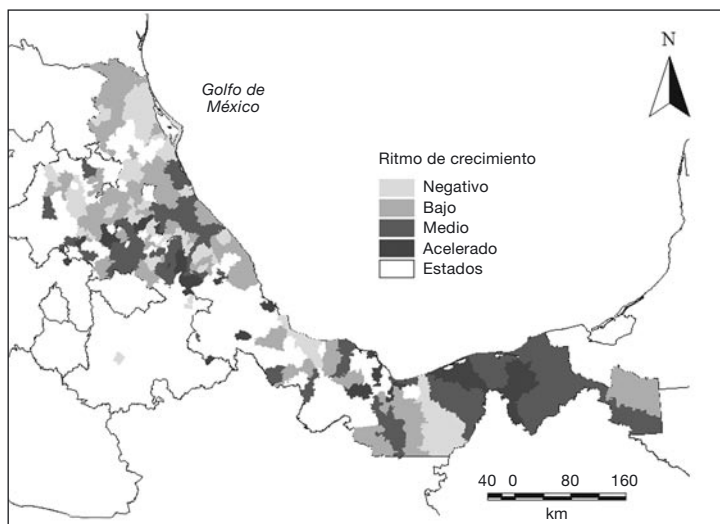 Golfo de
México
N
Ritmo de crecimiento
Negativo
Bajo
Medio
Acelerado
Estados
40 0 80 160
km